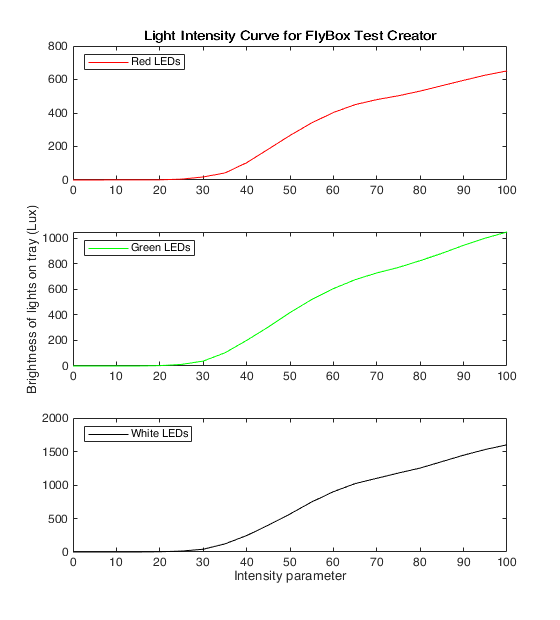 Light Intensity Curve for FlyBox Test Creator
800
600
400
200
0
Red LEDs
0 10 20 30 40 50 60 70 80 90 100
Brightness of lights on tray (Lux)
1000
800
600
400
200
0
Green LEDs
0 10 20 30 40 50 60 70 80 90 100
2000
1500
1000
500
0
White LEDs
0 10 20 30 40 50 60 70 80 90 100
Intensity parameter